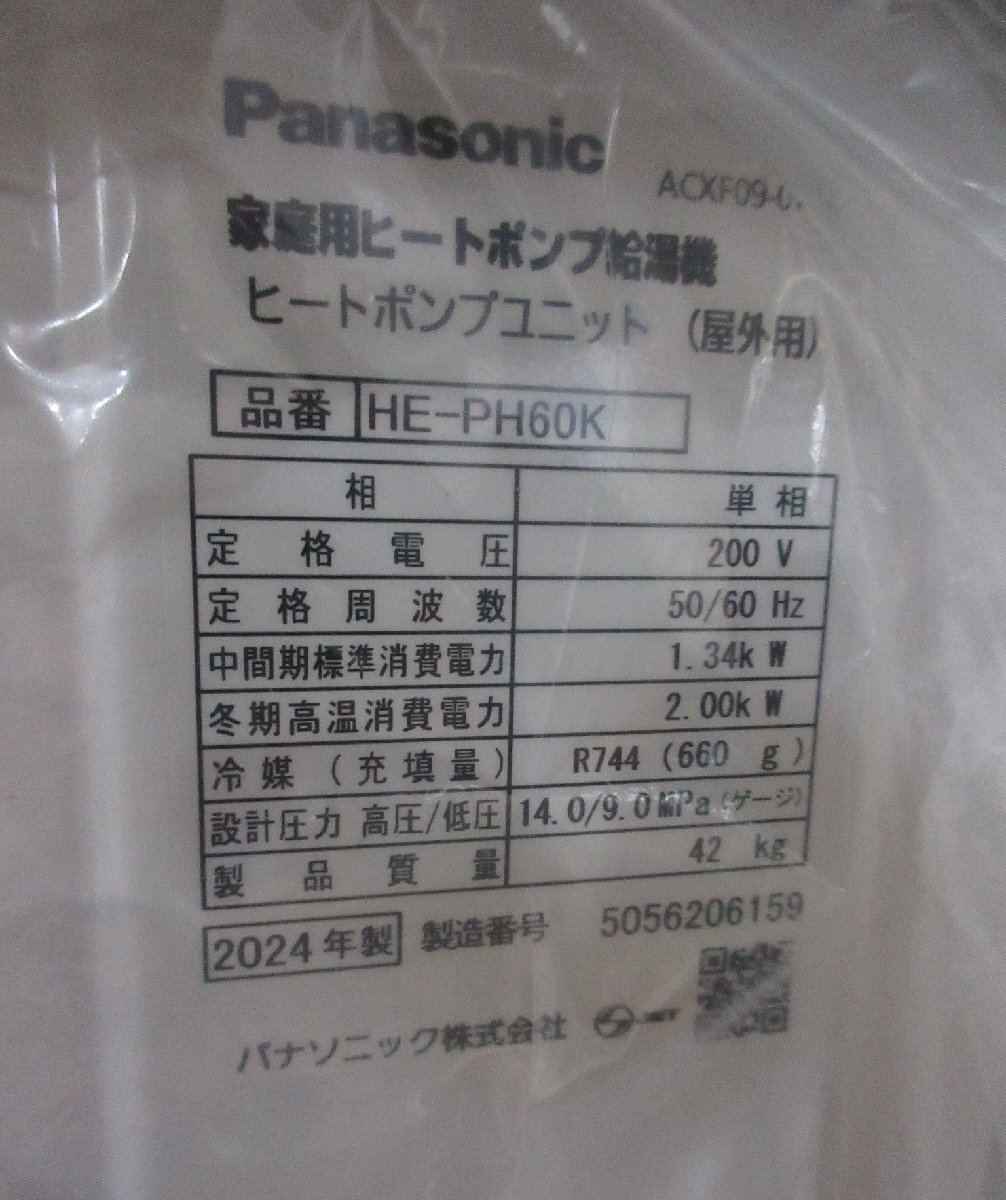 Panasonic
家庭用ヒートポンプ給湯機
ヒートポンプユニット (屋外用)
品番 HE-PH60K
相 単相
定格電圧 200 V
定格周波数 50/60 Hz
中間期標準消費電力 1.34k W
冬期高温消費電力 2.00k W
冷媒(充填量) R744 (660 g)
設計圧力 高圧/低圧 14.0/9.0 MPa (ゲージ)
製品質量 42 kg
2024年製 製造番号 5056206159
パナソニック株式会社